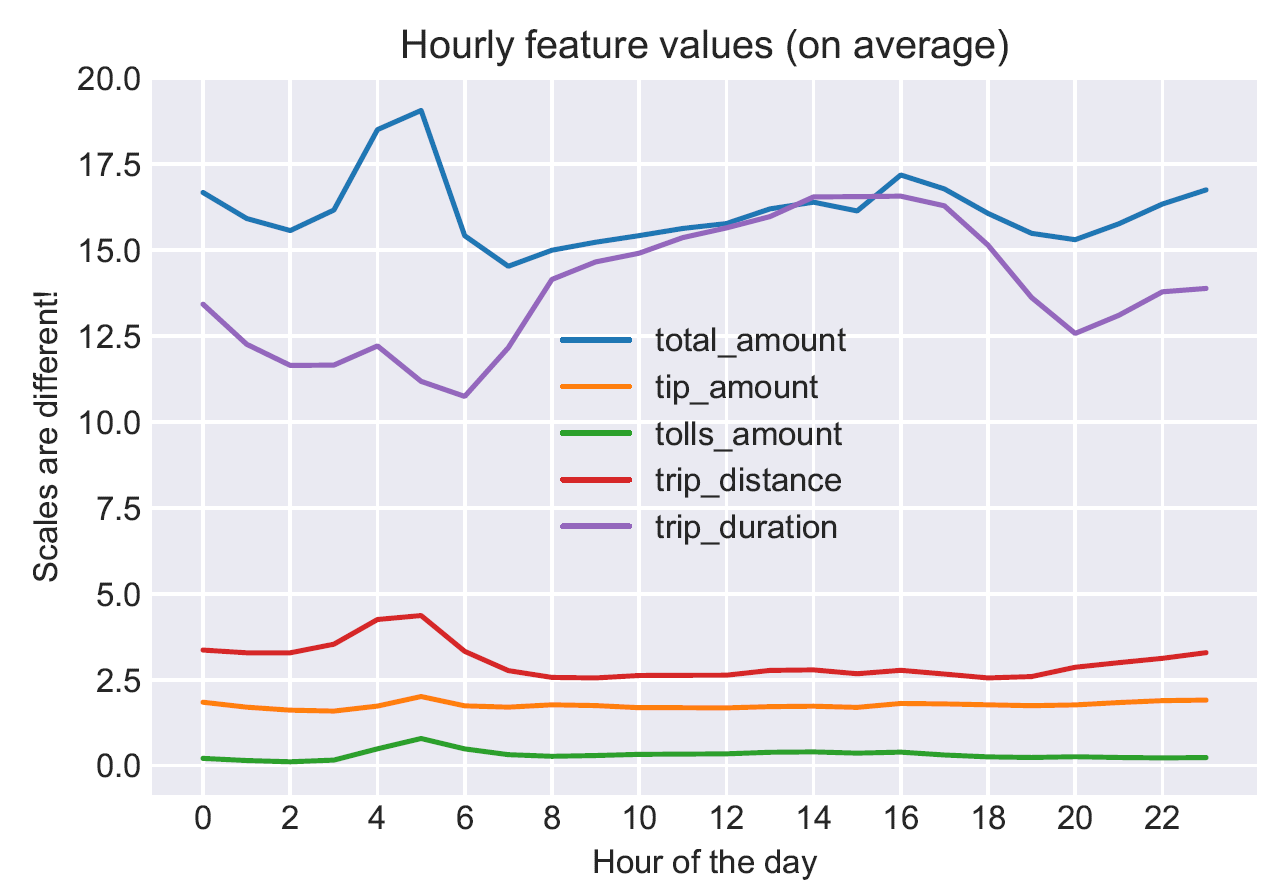 Hourly feature values (on average)
20.0
17.5
15.0
12.5
10.0
7.5
5.0
2.5
0.0
Scales are different!
total_amount
tip_amount
tolls_amount
trip_distance
trip_duration
0 2 4 6 8 10 12 14 16 18 20 22
Hour of the day